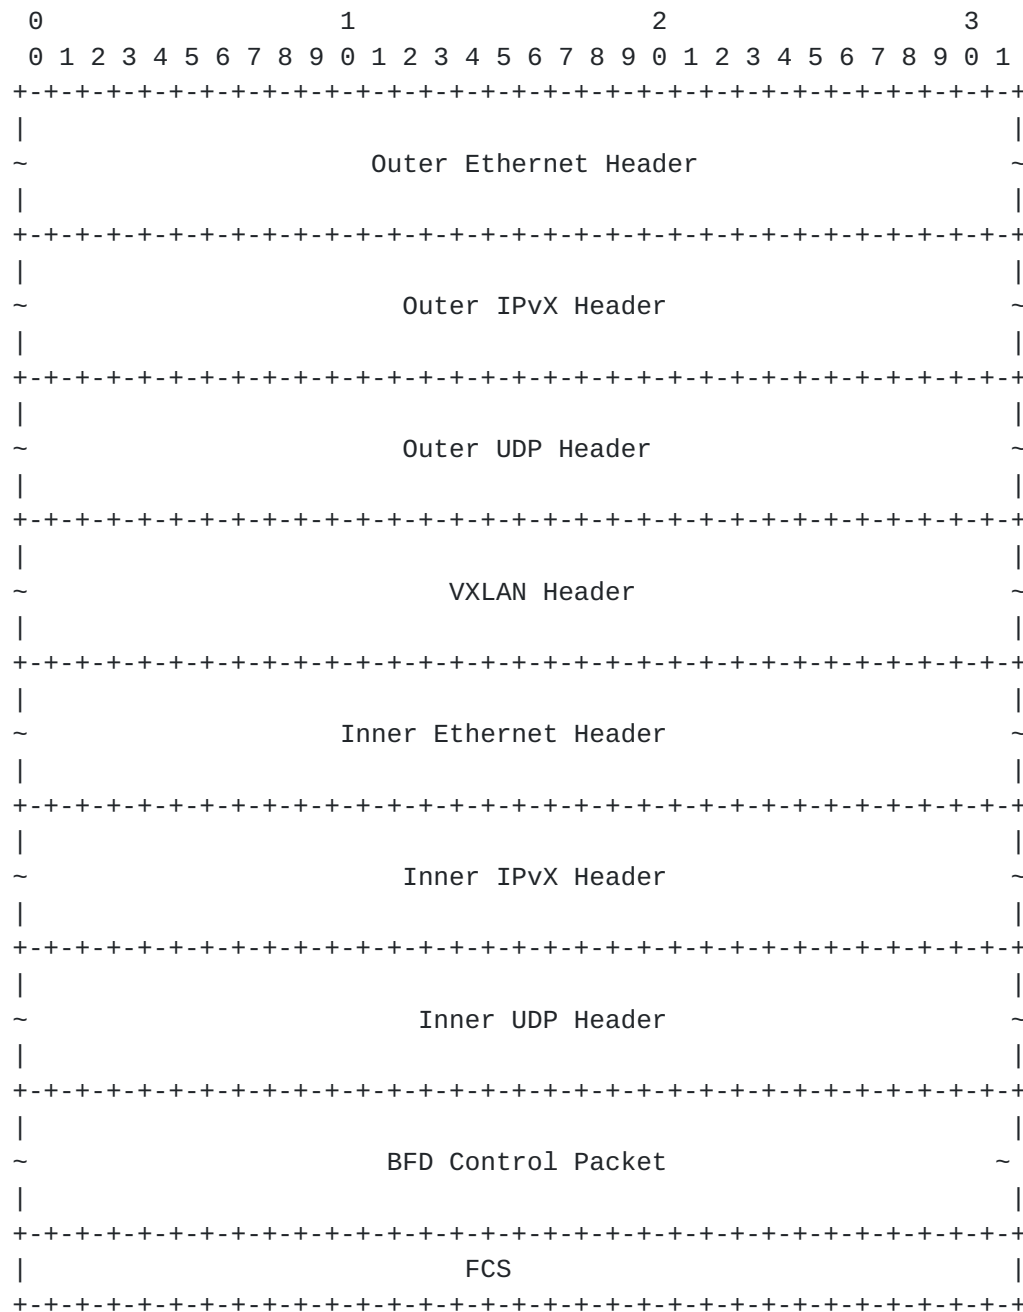 0                   1                   2                   3
 0 1 2 3 4 5 6 7 8 9 0 1 2 3 4 5 6 7 8 9 0 1 2 3 4 5 6 7 8 9 0 1
+-+-+-+-+-+-+-+-+-+-+-+-+-+-+-+-+-+-+-+-+-+-+-+-+-+-+-+-+-+-+-+-+
|                                                               |
~                      Outer Ethernet Header                    ~
|                                                               |
+-+-+-+-+-+-+-+-+-+-+-+-+-+-+-+-+-+-+-+-+-+-+-+-+-+-+-+-+-+-+-+-+
|                                                               |
~                        Outer IPvX Header                      ~
|                                                               |
+-+-+-+-+-+-+-+-+-+-+-+-+-+-+-+-+-+-+-+-+-+-+-+-+-+-+-+-+-+-+-+-+
|                                                               |
~                        Outer UDP Header                       ~
|                                                               |
+-+-+-+-+-+-+-+-+-+-+-+-+-+-+-+-+-+-+-+-+-+-+-+-+-+-+-+-+-+-+-+-+
|                                                               |
~                           VXLAN Header                        ~
|                                                               |
+-+-+-+-+-+-+-+-+-+-+-+-+-+-+-+-+-+-+-+-+-+-+-+-+-+-+-+-+-+-+-+-+
|                                                               |
~                    Inner Ethernet Header                      ~
|                                                               |
+-+-+-+-+-+-+-+-+-+-+-+-+-+-+-+-+-+-+-+-+-+-+-+-+-+-+-+-+-+-+-+-+
|                                                               |
~                        Inner IPvX Header                      ~
|                                                               |
+-+-+-+-+-+-+-+-+-+-+-+-+-+-+-+-+-+-+-+-+-+-+-+-+-+-+-+-+-+-+-+-+
|                                                               |
~                         Inner UDP Header                      ~
|                                                               |
+-+-+-+-+-+-+-+-+-+-+-+-+-+-+-+-+-+-+-+-+-+-+-+-+-+-+-+-+-+-+-+-+
|                                                               |
~                       BFD Control Packet                     ~
|                                                               |
+-+-+-+-+-+-+-+-+-+-+-+-+-+-+-+-+-+-+-+-+-+-+-+-+-+-+-+-+-+-+-+-+
|                            FCS                                |
+-+-+-+-+-+-+-+-+-+-+-+-+-+-+-+-+-+-+-+-+-+-+-+-+-+-+-+-+-+-+-+-+